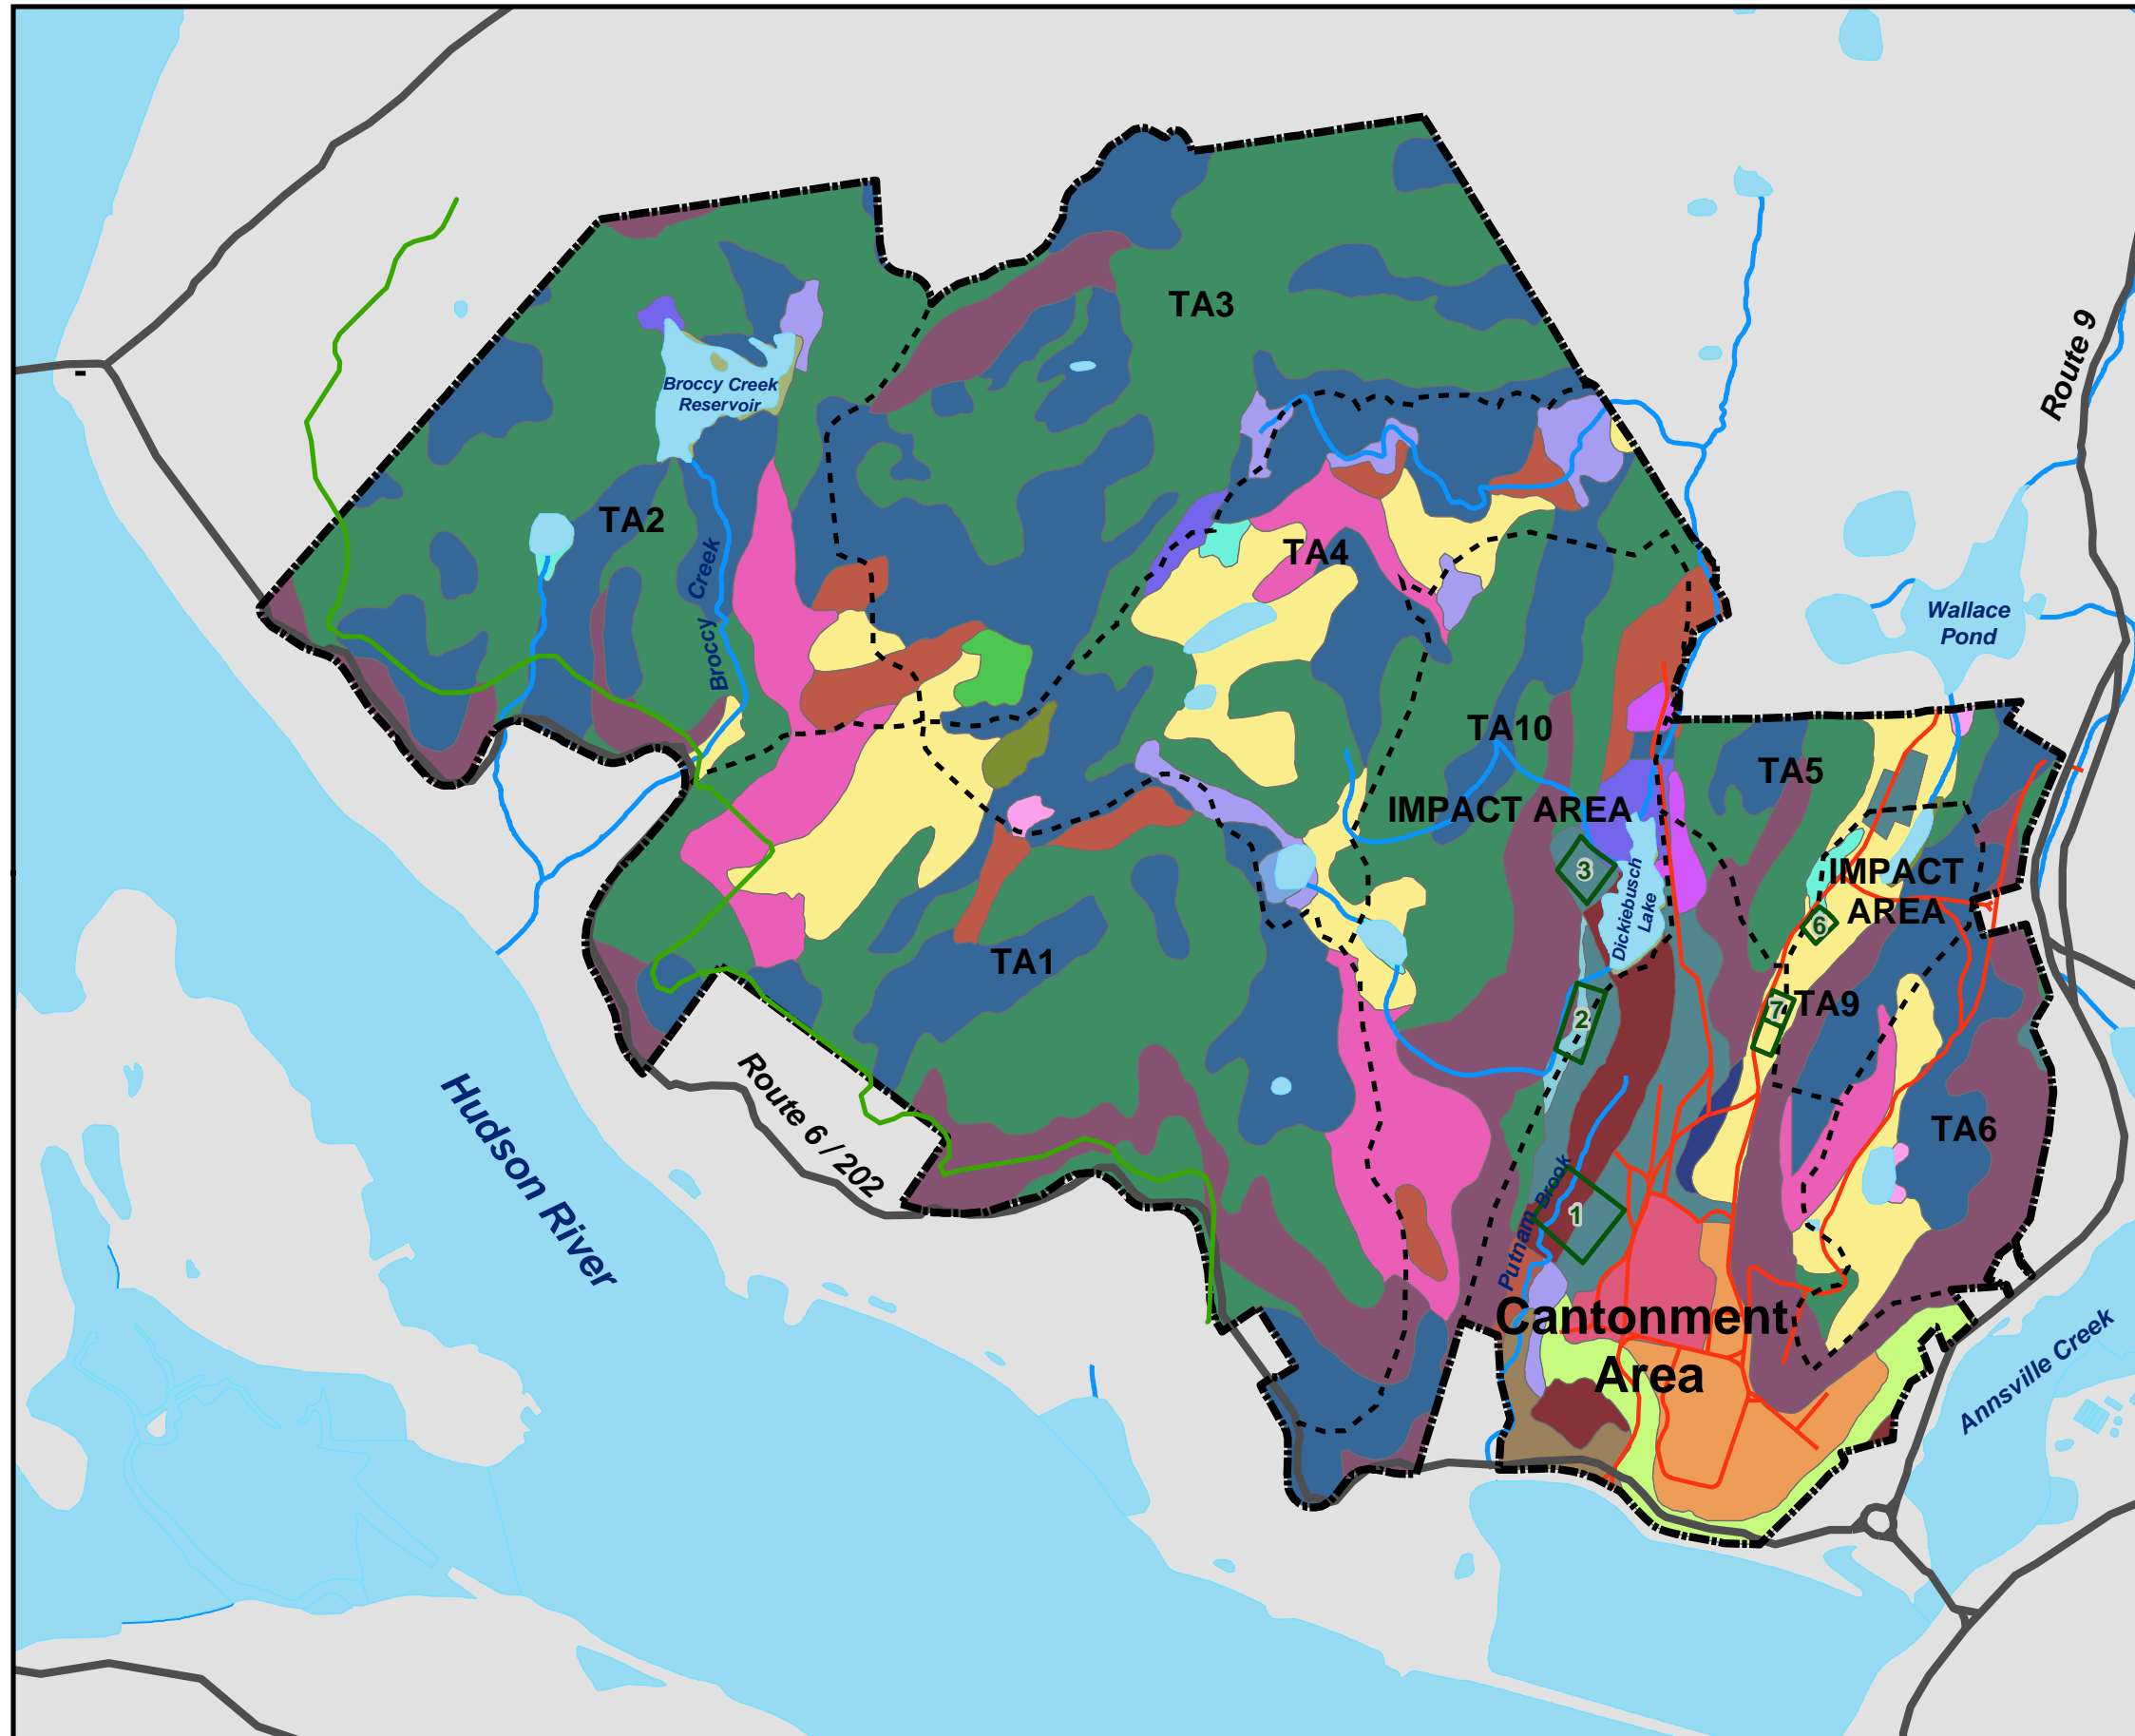 TA3
Route 9
Broccy Creek
Reservoir
TA2
TA4
Broccy Creek
Wallace
Pond
TA10
TA5
IMPACT AREA
3
Dickiebusch
Lake
IMPACT
AREA
6
TA1
2
7
TA9
Route 6 / 202
Hudson River
TA6
Putnam Brook
1
Cantonment
Area
Annsville Creek